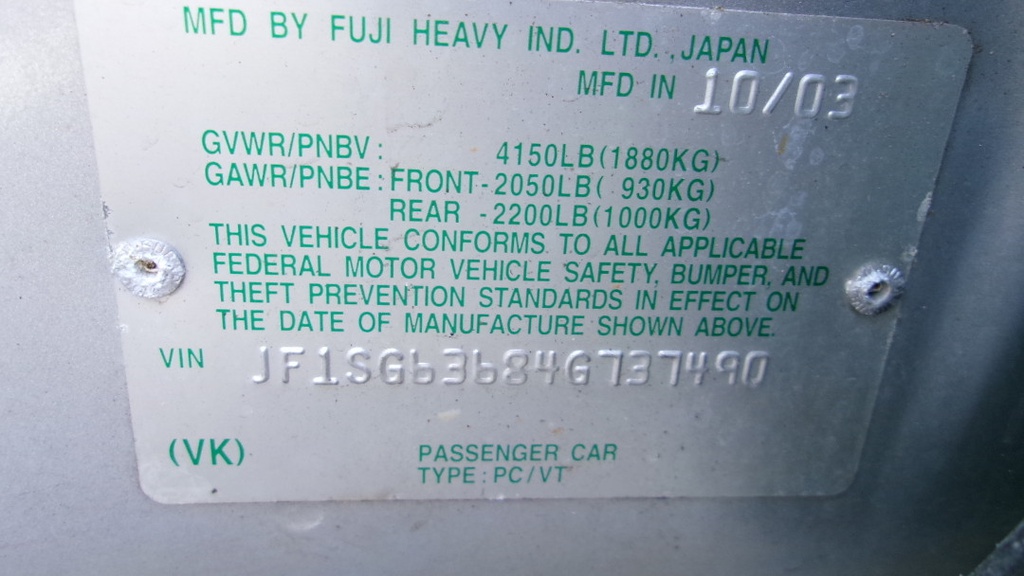 MFD BY FUJI HEAVY IND. LTD., JAPAN
MFD IN 10/03
GVWR/PNBV: 4150LB(1880KG)
GAWR/PNBE: FRONT-2050LB( 930KG)
REAR -2200LB(1000KG)
THIS VEHICLE CONFORMS TO ALL APPLICABLE
FEDERAL MOTOR VEHICLE SAFETY, BUMPER, AND
THEFT PREVENTION STANDARDS IN EFFECT ON
THE DATE OF MANUFACTURE SHOWN ABOVE.
VIN JF1SG63684G737490
(VK) PASSENGER CAR
TYPE: PC/VT